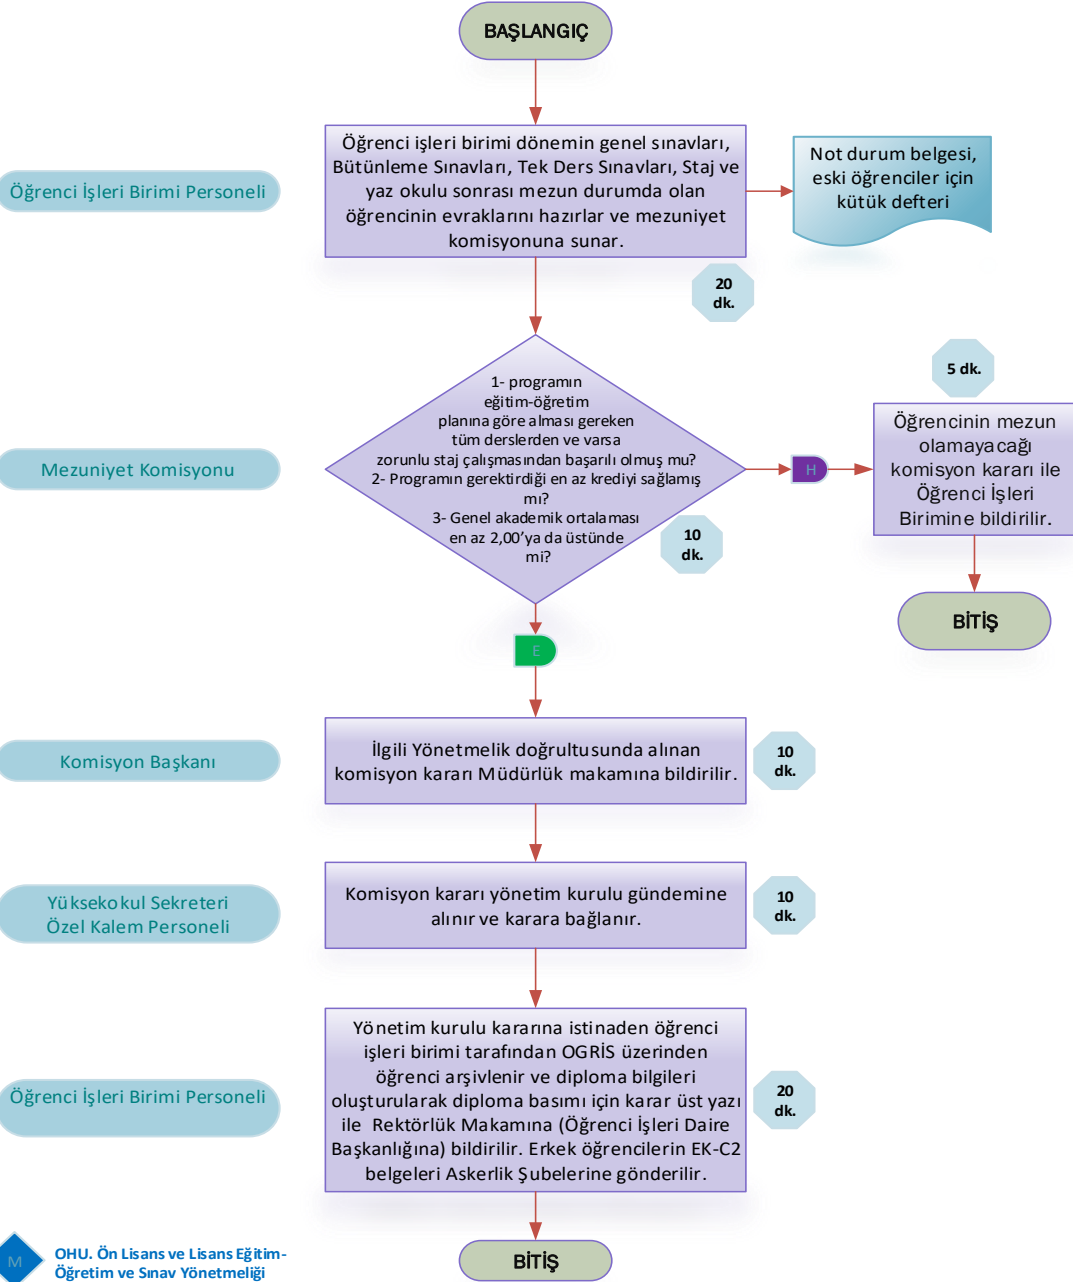 BAŞLANGIÇ
Öğrenci İşleri Birimi Personeli
Öğrenci işleri birimi dönemin genel sınavları,
Bütünleme Sınavları, Tek Ders Sınavları, Staj ve
yaz okulu sonrası mezun durumda olan
öğrencinin evraklarını hazırlar ve mezuniyet
komisyonuna sunar.
Not durum belgesi,
eski öğrenciler için
kütük defteri
20
dk.
Mezuniyet Komisyonu
1- programın
eğitim-öğretim
planına göre alması gereken
tüm derslerden ve varsa
zorunlu staj çalışmasından başarılı olmuş mu?
2- Programın gerektirdiği en az krediyi sağlamış
mı?
3- Genel akademik ortalaması
en az 2,00’ya da üstünde
mi?
10
dk.
H
5 dk.
Öğrencinin mezun
olamayacağı
komisyon kararı ile
Öğrenci İşleri
Birimine bildirilir.
BİTİŞ
E
Komisyon Başkanı
İlgili Yönetmelik doğrultusunda alınan
komisyon kararı Müdürlük makamına bildirilir.
10
dk.
Yüksekokul Sekreteri
Özel Kalem Personeli
Komisyon kararı yönetim kurulu gündemine
alınır ve karara bağlanır.
10
dk.
Öğrenci İşleri Birimi Personeli
Yönetim kurulu kararına istinaden öğrenci
işleri birimi tarafından OGRİS üzerinden
öğrenci arşivlenir ve diploma bilgileri
oluşturularak diploma basımı için karar üst yazı
ile Rektörlük Makamına (Öğrenci İşleri Daire
Başkanlığına) bildirilir. Erkek öğrencilerin EK-C2
belgeleri Askerlik Şubelerine gönderilir.
20
dk.
BİTİŞ
M
OHU. Ön Lisans ve Lisans Eğitim-
Öğretim ve Sınav Yönetmeliği